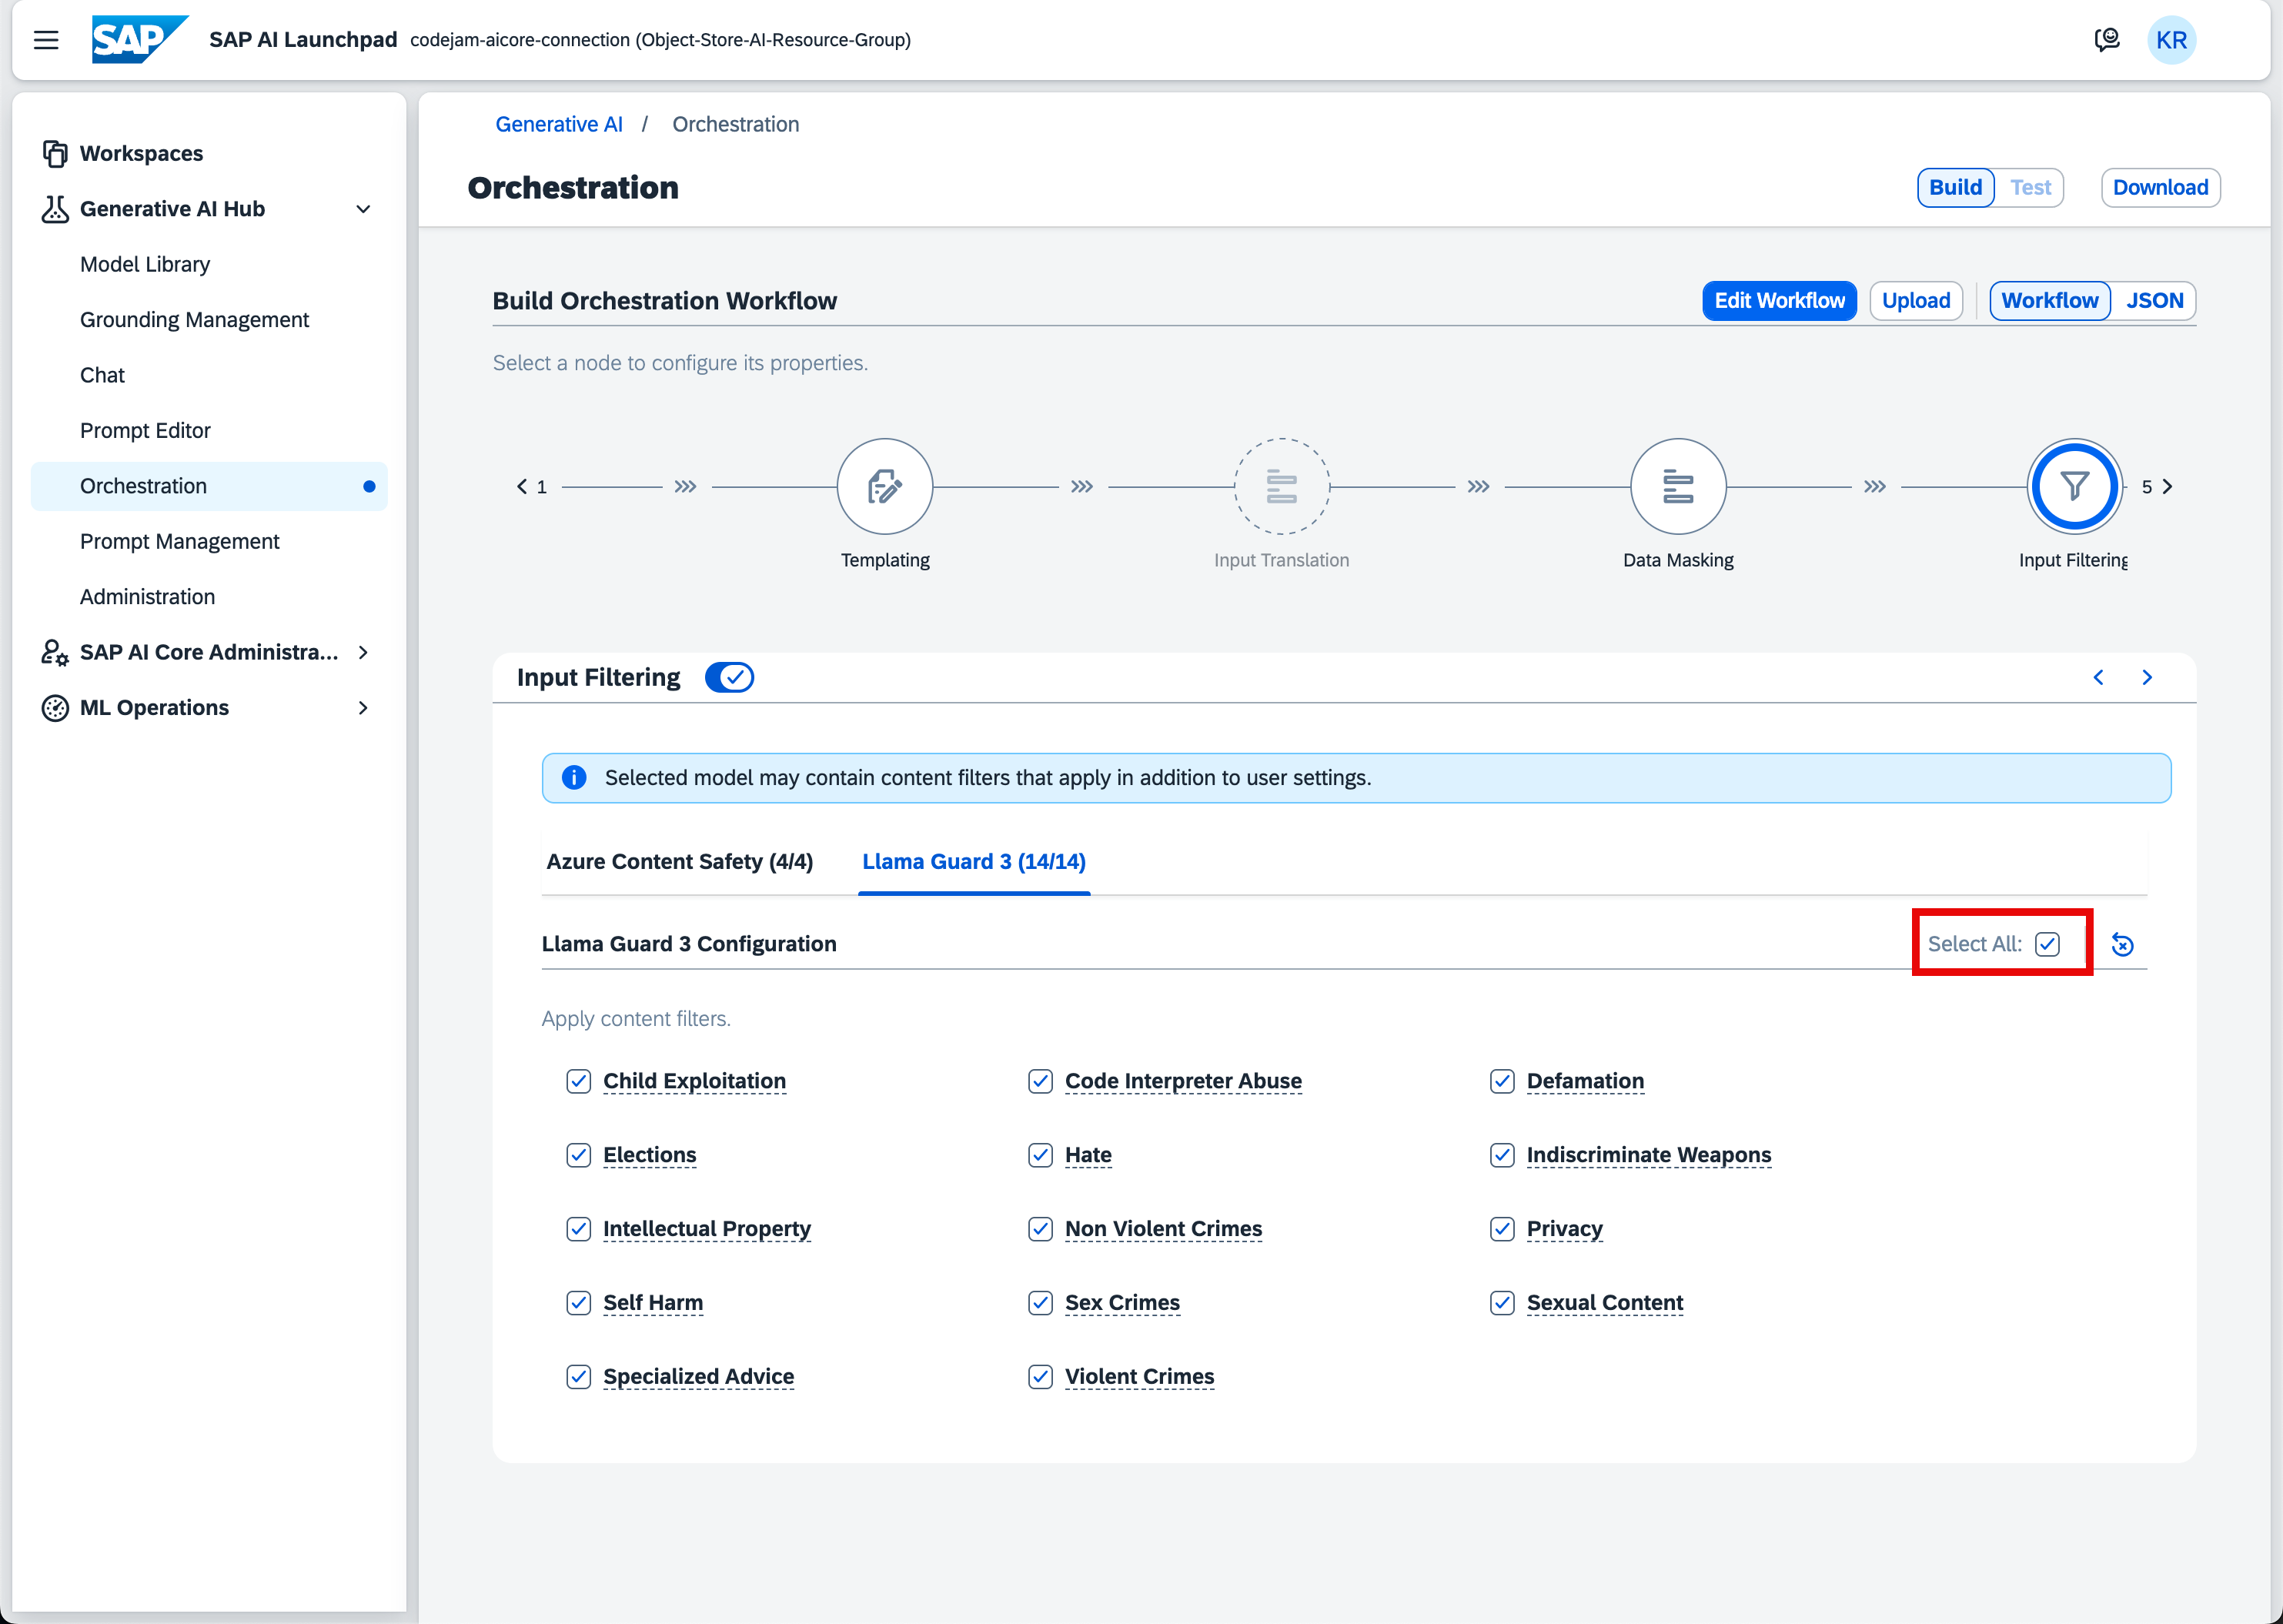 SAP SAP AI Launchpad codejam-aicore-connection (Object-Store-AI-Resource-Group) KR
Workspaces
Generative AI Hub
Model Library
Grounding Management
Chat
Prompt Editor
Orchestration
Prompt Management
Administration
SAP AI Core Administra...
ML Operations
Generative AI / Orchestration
Orchestration Build Test Download
Build Orchestration Workflow Edit Workflow Upload Workflow JSON
Select a node to configure its properties.
1 5
Templating Input Translation Data Masking Input Filtering
Input Filtering
Selected model may contain content filters that apply in addition to user settings.
Azure Content Safety (4/4) Llama Guard 3 (14/14)
Llama Guard 3 Configuration Select All:
Apply content filters.
Child Exploitation Code Interpreter Abuse Defamation
Elections Hate Indiscriminate Weapons
Intellectual Property Non Violent Crimes Privacy
Self Harm Sex Crimes Sexual Content
Specialized Advice Violent Crimes